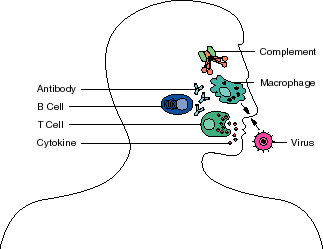 Complement
Macrophage
Antibody
B Cell
T Cell
Cytokine
Virus